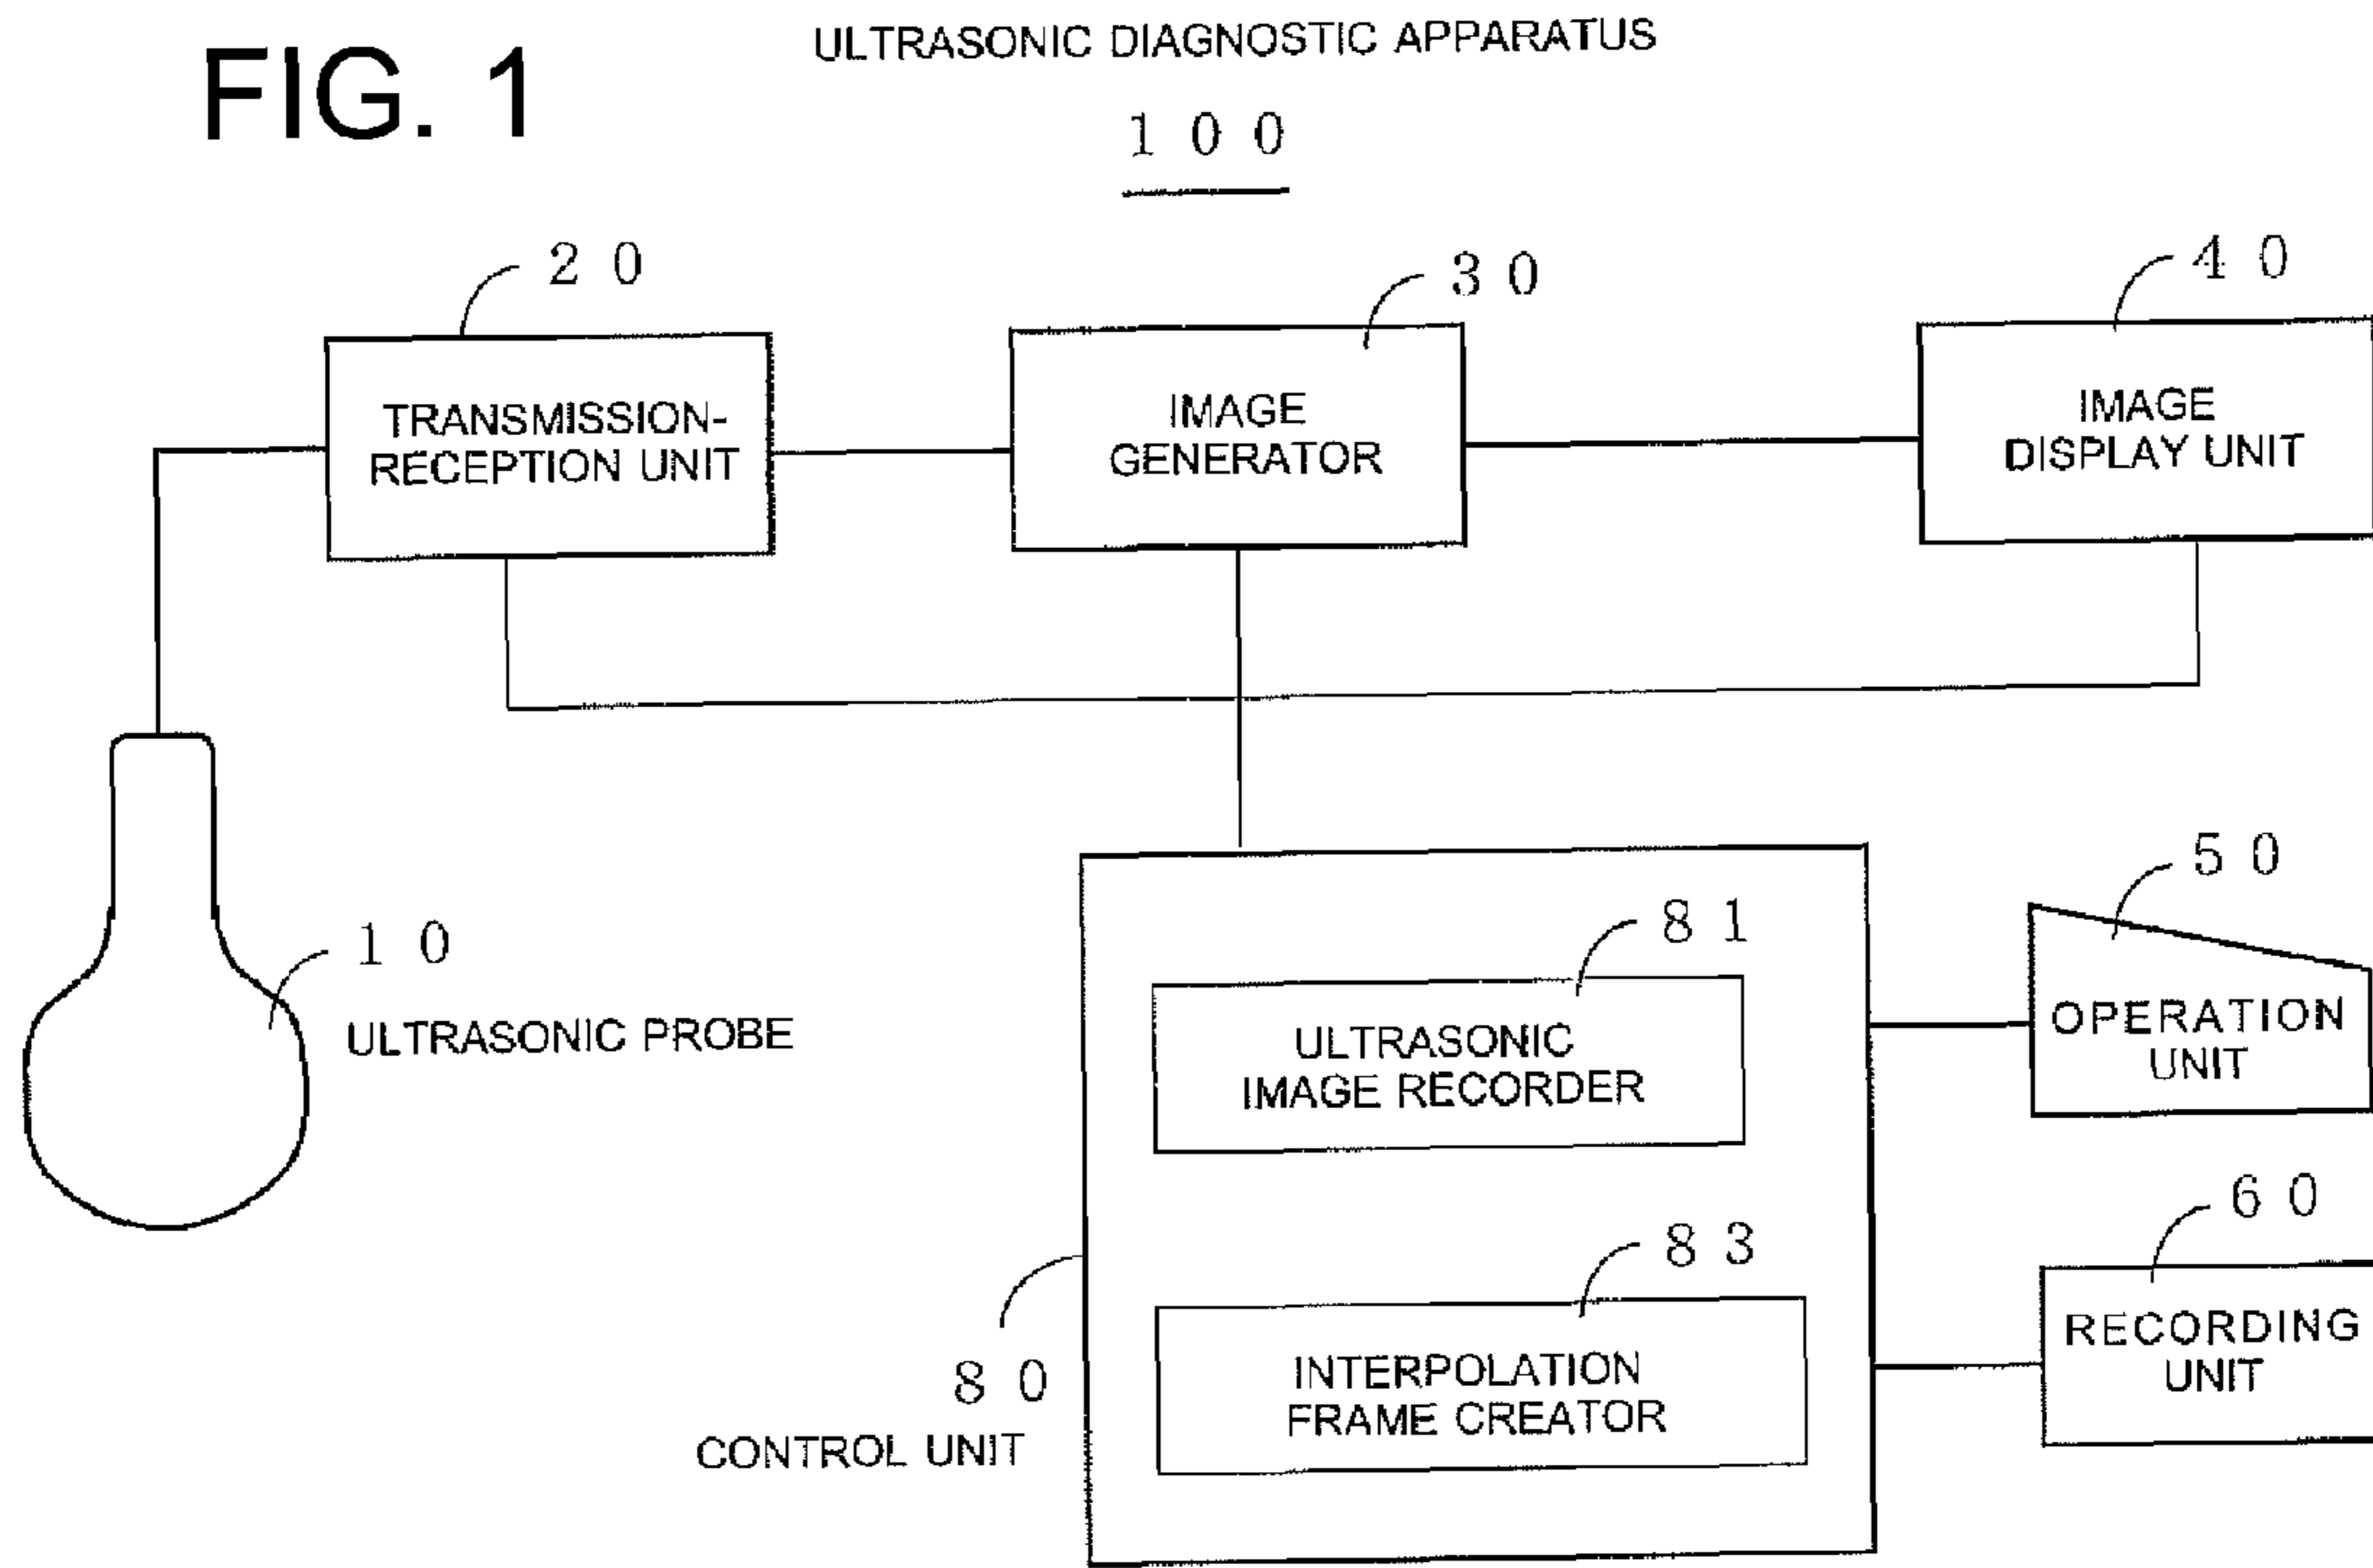 FIG. 1
ULTRASONIC DIAGNOSTIC APPARATUS
100
20
30
40
TRANSMISSION-
RECEPTION UNIT
IMAGE
GENERATOR
IMAGE
DISPLAY UNIT
10
ULTRASONIC PROBE
81
ULTRASONIC
IMAGE RECORDER
50
OPERATION
UNIT
83
INTERPOLATION
FRAME CREATOR
60
RECORDING
UNIT
80
CONTROL UNIT